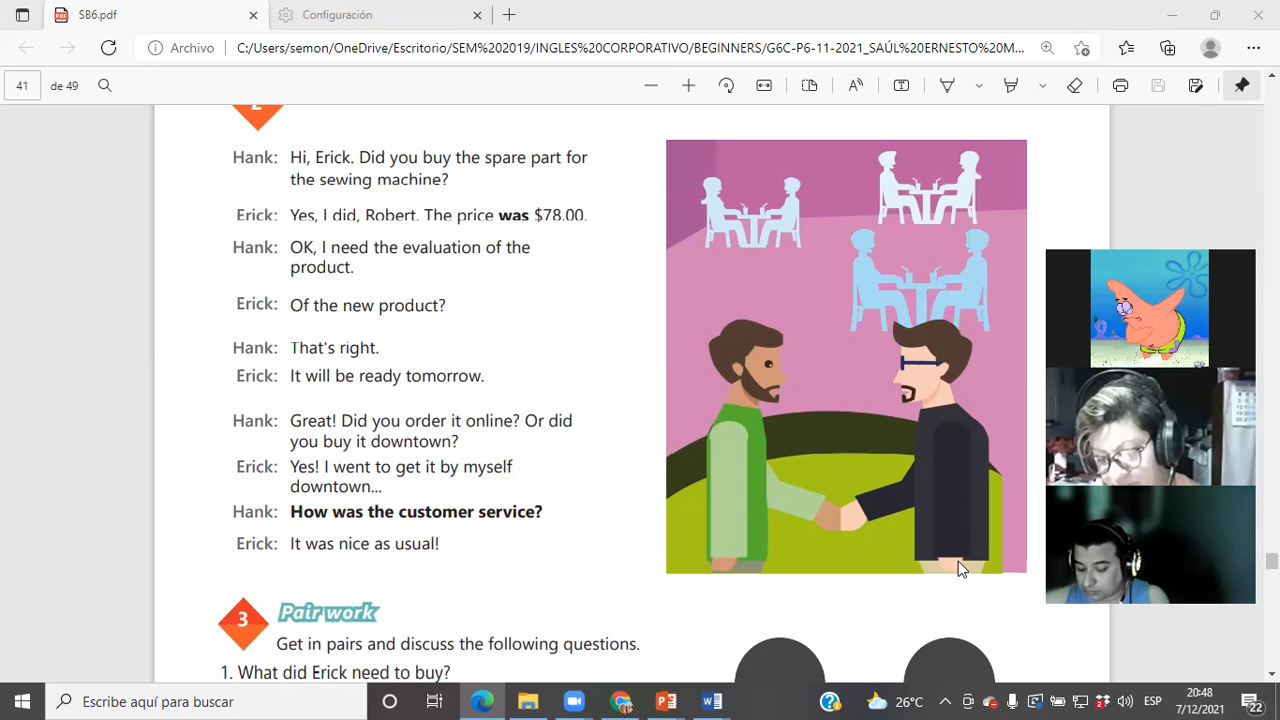 SB6.pdf
Configuración
Archivo
C:/Users/semon/OneDrive/Escritorio/SEM%202019/INGLES%20CORPORATIVO/BEGINNERS/G6C-P6-11-2021_SAÚL%20ERNESTO%20M...
41
de 49
2
Hank: Hi, Erick. Did you buy the spare part for
the sewing machine?
Erick: Yes, I did, Robert. The price was $78.00.
Hank: OK, I need the evaluation of the
product.
Erick: Of the new product?
Hank: That's right.
Erick: It will be ready tomorrow.
Hank: Great! Did you order it online? Or did
you buy it downtown?
Erick: Yes! I went to get it by myself
downtown...
Hank: How was the customer service?
Erick: It was nice as usual!
3 Pair work
Get in pairs and discuss the following questions.
1. What did Erick need to buy?
Escribe aquí para buscar
26°C
ESP
20:48
7/12/2021
22